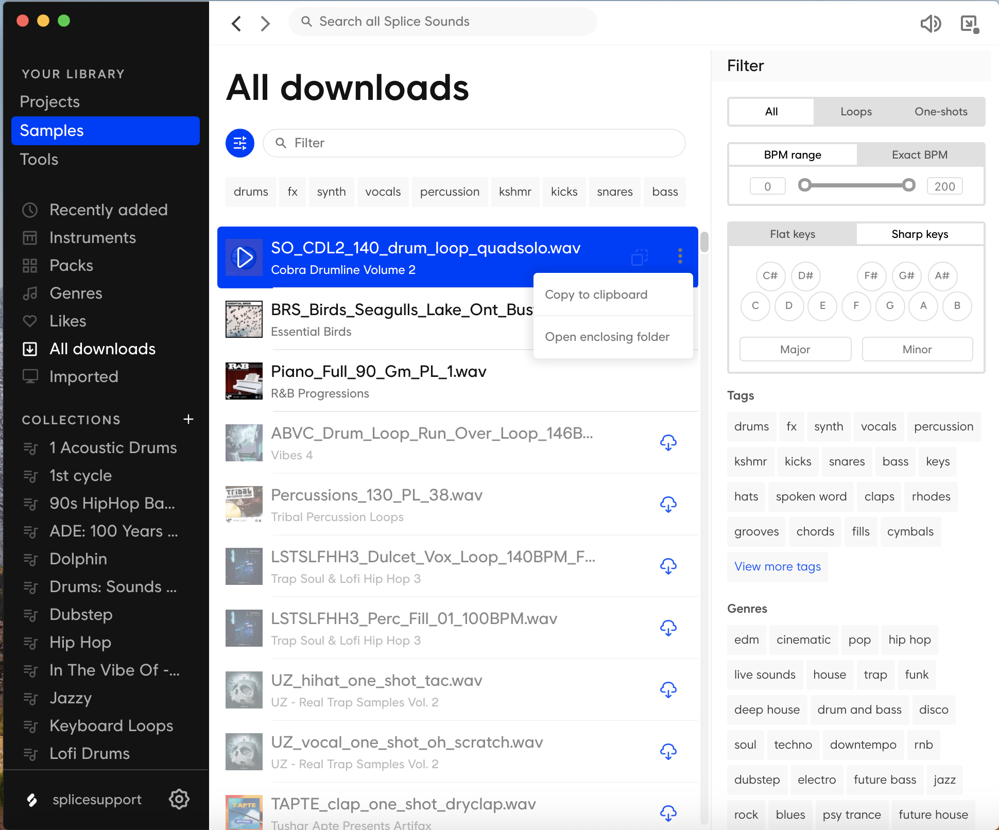 Search all Splice Sounds
YOUR LIBRARY
Projects
Samples
Tools
Recently added
Instruments
Packs
Genres
Likes
All downloads
Imported
COLLECTIONS +
1 Acoustic Drums
1st cycle
90s HipHop Ba...
ADE: 100 Years ...
Dolphin
Drums: Sounds ...
Dubstep
Hip Hop
In The Vibe Of -...
Jazzy
Keyboard Loops
Lofi Drums
splicesupport
All downloads
Filter
drums fx synth vocals percussion kshmr kicks snares bass
SO_CDL2_140_drum_loop_quadsolo.wav
Cobra Drumline Volume 2
Copy to clipboard
Open enclosing folder
ESSENTIAL BIRDS
BRS_Birds_Seagulls_Lake_Ont_Bus
Essential Birds
R&B
Piano_Full_90_Gm_PL_1.wav
R&B Progressions
ABVC_Drum_Loop_Run_Over_Loop_146B...
Vibes 4
TRIBAL
Percussions_130_PL_38.wav
Tribal Percussion Loops
LSTSLFHH3_Dulcet_Vox_Loop_140BPM_F...
Trap Soul & Lofi Hip Hop 3
LSTSLFHH3_Perc_Fill_01_100BPM.wav
Trap Soul & Lofi Hip Hop 3
UZ_hihat_one_shot_tac.wav
UZ - Real Trap Samples Vol. 2
UZ_vocal_one_shot_oh_scratch.wav
UZ - Real Trap Samples Vol. 2
T.APTE
ARTIFAX
TAPTE_clap_one_shot_dryclap.wav
Tushar Apte Presents Artifax
Filter
All Loops One-shots
BPM range Exact BPM
0 200
Flat keys Sharp keys
C# D# F# G# A#
C D E F G A B
Major Minor
Tags
drums fx synth vocals percussion
kshmr kicks snares bass keys
hats spoken word claps rhodes
grooves chords fills cymbals
View more tags
Genres
edm cinematic pop hip hop
live sounds house trap funk
deep house drum and bass disco
soul techno downtempo rnb
dubstep electro future bass jazz
rock blues psy trance future house